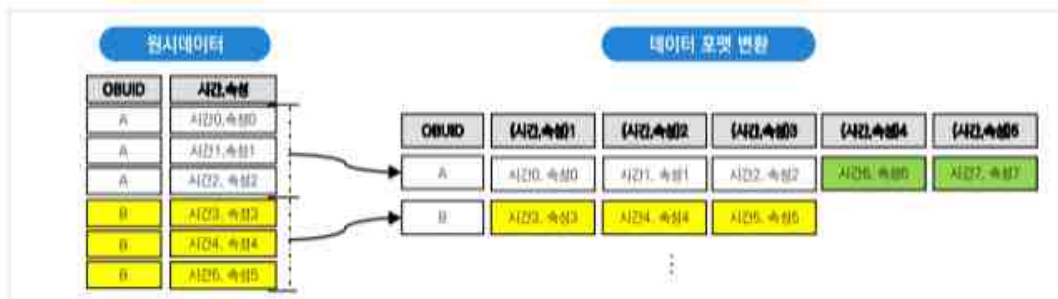 원시데이터
데이터 포맷 변환
OBUID 시간,속성
A 시간0,속성0
A 시간1,속성1
A 시간2, 속성2
B 시간3, 속성3
B 시간4, 속성4
B 시간5, 속성5
OBUID (시간,속성)1 (시간,속성)2 (시간,속성)3 (시간,속성)4 (시간,속성)5
A 시간0, 속성0 시간1, 속성1 시간2, 속성2 시간6, 속성6 시간7, 속성7
B 시간3, 속성3 시간4, 속성4 시간5, 속성5
⋮